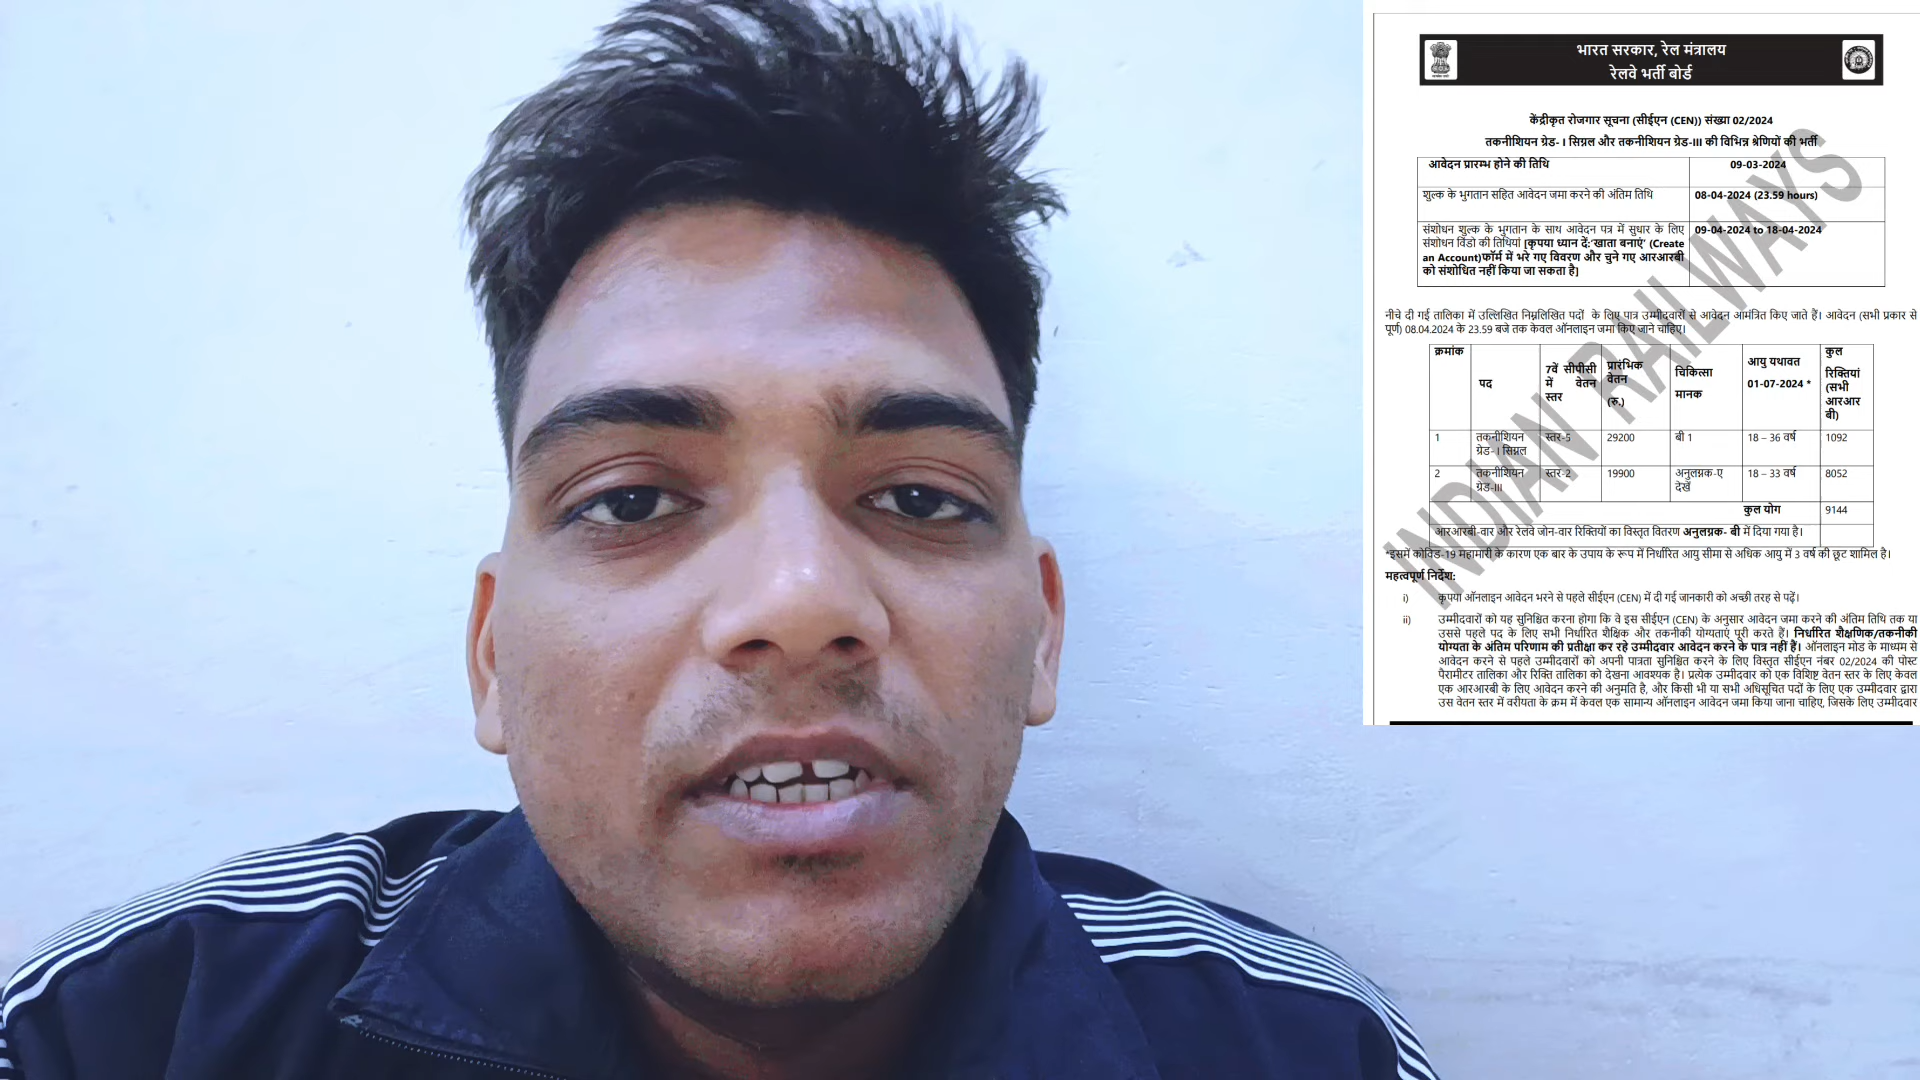 भारत सरकार, रेल मंत्रालय
रेलवे भर्ती बोर्ड
केंद्रीकृत रोजगार सूचना (सीईएन (CEN)) संख्या 02/2024
तकनीशियन ग्रेड- I सिग्नल और तकनीशियन ग्रेड-III की विभिन्न श्रेणियों की भर्ती
आवेदन प्रारम्भ होने की तिथि 09-03-2024
शुल्क के भुगतान सहित आवेदन जमा करने की अंतिम तिथि 08-04-2024 (23.59 hours)
संशोधन शुल्क के भुगतान के साथ आवेदन पत्र में सुधार के लिए 09-04-2024 to 18-04-2024
संशोधन विंडो की तिथियां [कृपया ध्यान दें:'खाता बनाएं' (Create
an Account)फॉर्म में भरे गए विवरण और चुने गए आरआरबी
को संशोधित नहीं किया जा सकता है]
नीचे दी गई तालिका में उल्लिखित निम्नलिखित पदों के लिए पात्र उम्मीदवारों से आवेदन आमंत्रित किए जाते हैं। आवेदन (सभी प्रकार से
पूर्ण) 08.04.2024 के 23.59 बजे तक केवल ऑनलाइन जमा किए जाने चाहिए।
क्रमांक
पद
7वें सीपीसी
में वेतन
स्तर
प्रारंभिक
वेतन
(रु.)
चिकित्सा
मानक
आयु यथावत
01-07-2024 *
कुल
रिक्तियां
(सभी
आरआर
बी)
1 तकनीशियन स्तर-5 29200 बी 1 18 – 36 वर्ष 1092
ग्रेड- I सिग्नल
2 तकनीशियन स्तर-2 19900 अनुलग्नक-ए 18 – 33 वर्ष 8052
ग्रेड-III देखें
कुल योग 9144
आरआरबी-वार और रेलवे जोन-वार रिक्तियों का विस्तृत वितरण अनुलग्नक- बी में दिया गया है।
*इसमें कोविड-19 महामारी के कारण एक बार के उपाय के रूप में निर्धारित आयु सीमा से अधिक आयु में 3 वर्ष की छूट शामिल है।
महत्वपूर्ण निर्देश:
i) कृपया ऑनलाइन आवेदन भरने से पहले सीईएन (CEN) में दी गई जानकारी को अच्छी तरह से पढ़ें।
ii) उम्मीदवारों को यह सुनिश्चित करना होगा कि वे इस सीईएन (CEN) के अनुसार आवेदन जमा करने की अंतिम तिथि तक या
उससे पहले पद के लिए सभी निर्धारित शैक्षिक और तकनीकी योग्यताएं पूरी करते हैं। निर्धारित शैक्षणिक/तकनीकी
योग्यता के अंतिम परिणाम की प्रतीक्षा कर रहे उम्मीदवार आवेदन करने के पात्र नहीं हैं। ऑनलाइन मोड के माध्यम से
आवेदन करने से पहले उम्मीदवारों को अपनी पात्रता सुनिश्चित करने के लिए विस्तृत सीईएन नंबर 02/2024 की पोस्ट
पैरामीटर तालिका और रिक्ति तालिका को देखना आवश्यक है। प्रत्येक उम्मीदवार को एक विशिष्ट वेतन स्तर के लिए केवल
एक आरआरबी के लिए आवेदन करने की अनुमति है, और किसी भी या सभी अधिसूचित पदों के लिए एक उम्मीदवार द्वारा
उस वेतन स्तर में वरीयता के क्रम में केवल एक सामान्य ऑनलाइन आवेदन जमा किया जाना चाहिए, जिसके लिए उम्मीदवार
INDIAN RAILWAYS